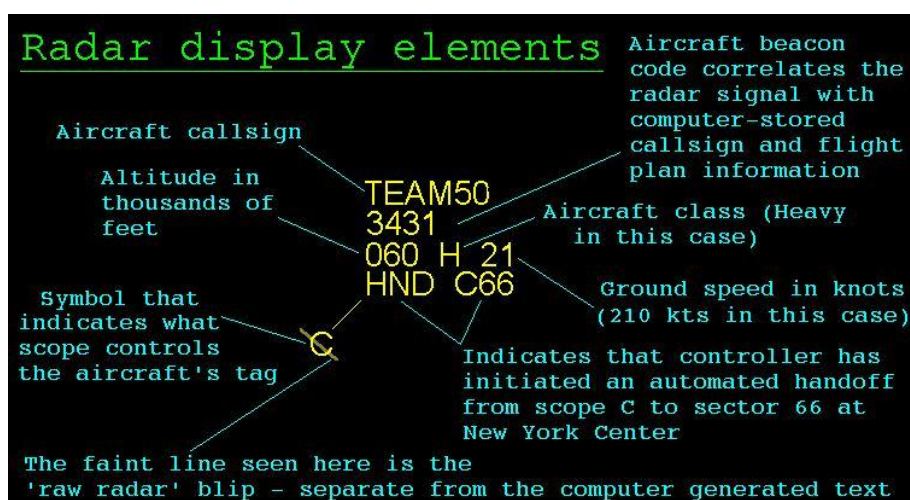 Radar display elements
Aircraft beacon
code correlates the
radar signal with
computer-stored
callsign and flight
plan information
Aircraft callsign
Altitude in
thousands of
feet
TEAM50
3431
060 H 21
HND C66
Aircraft class (Heavy
in this case)
Ground speed in knots
(210 kts in this case)
Symbol that
indicates what
scope controls
the aircraft's tag
C
Indicates that controller has
initiated an automated handoff
from scope C to sector 66 at
New York Center
The faint line seen here is the
'raw radar' blip - separate from the computer generated text